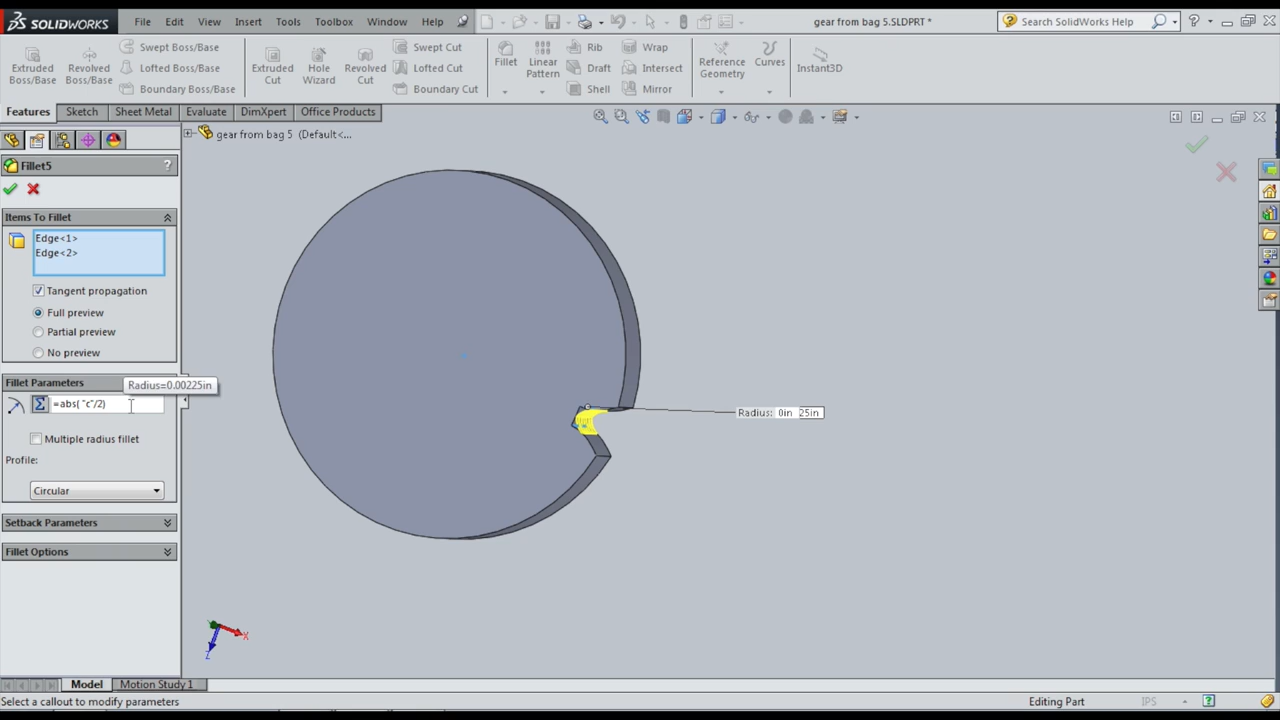 SOLIDWORKS
File Edit View Insert Tools Toolbox Window Help
gear from bag 5.SLDPRT *
Search SolidWorks Help
Extruded Boss/Base
Revolved Boss/Base
Swept Boss/Base
Lofted Boss/Base
Boundary Boss/Base
Extruded Cut
Hole Wizard
Revolved Cut
Swept Cut
Lofted Cut
Boundary Cut
Fillet
Linear Pattern
Rib
Draft
Shell
Wrap
Intersect
Mirror
Reference Geometry
Curves
Instant3D
Features Sketch Sheet Metal Evaluate DimXpert Office Products
gear from bag 5 (Default<...
Fillet5 ?
Items To Fillet
Edge<1>
Edge<2>
Tangent propagation
Full preview
Partial preview
No preview
Fillet Parameters
Radius=0.00225in
=abs( "c"/2)
Radius: 0in 25in
Multiple radius fillet
Profile:
Circular
Setback Parameters
Fillet Options
X
Z
Model Motion Study 1
Select a callout to modify parameters
Editing Part
IPS